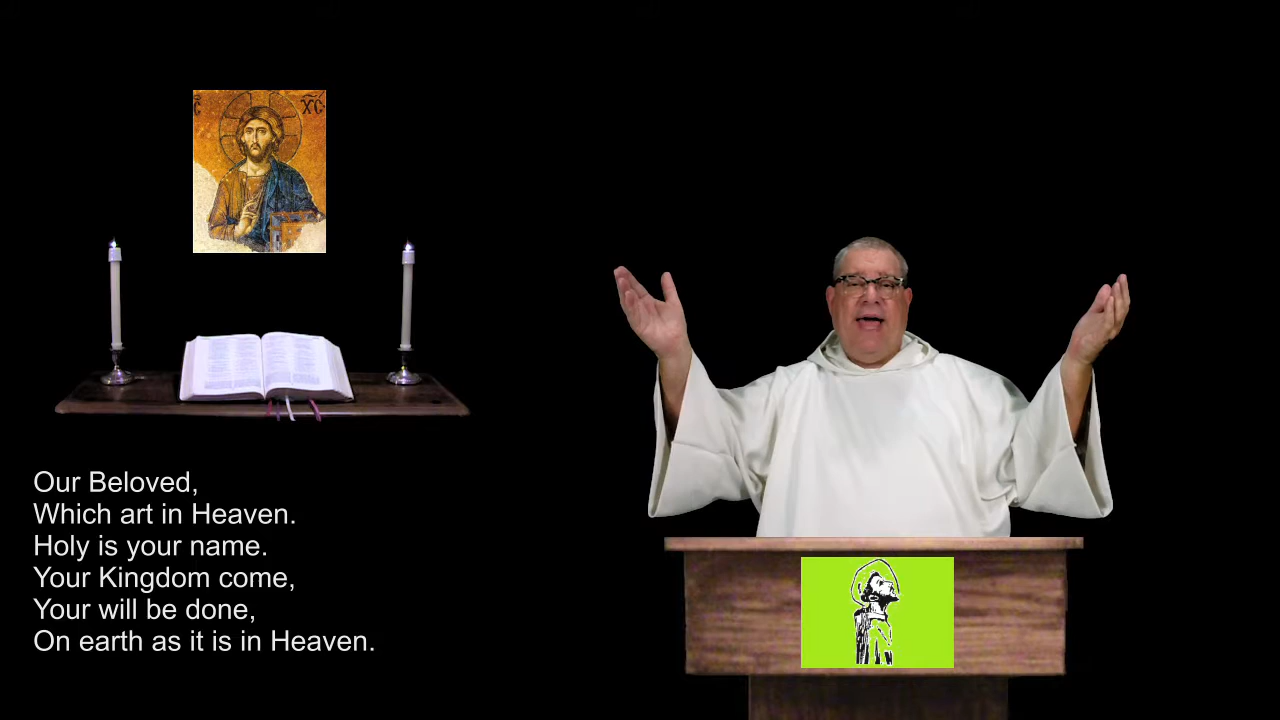 XC
Our Beloved,
Which art in Heaven.
Holy is your name.
Your Kingdom come,
Your will be done,
On earth as it is in Heaven.